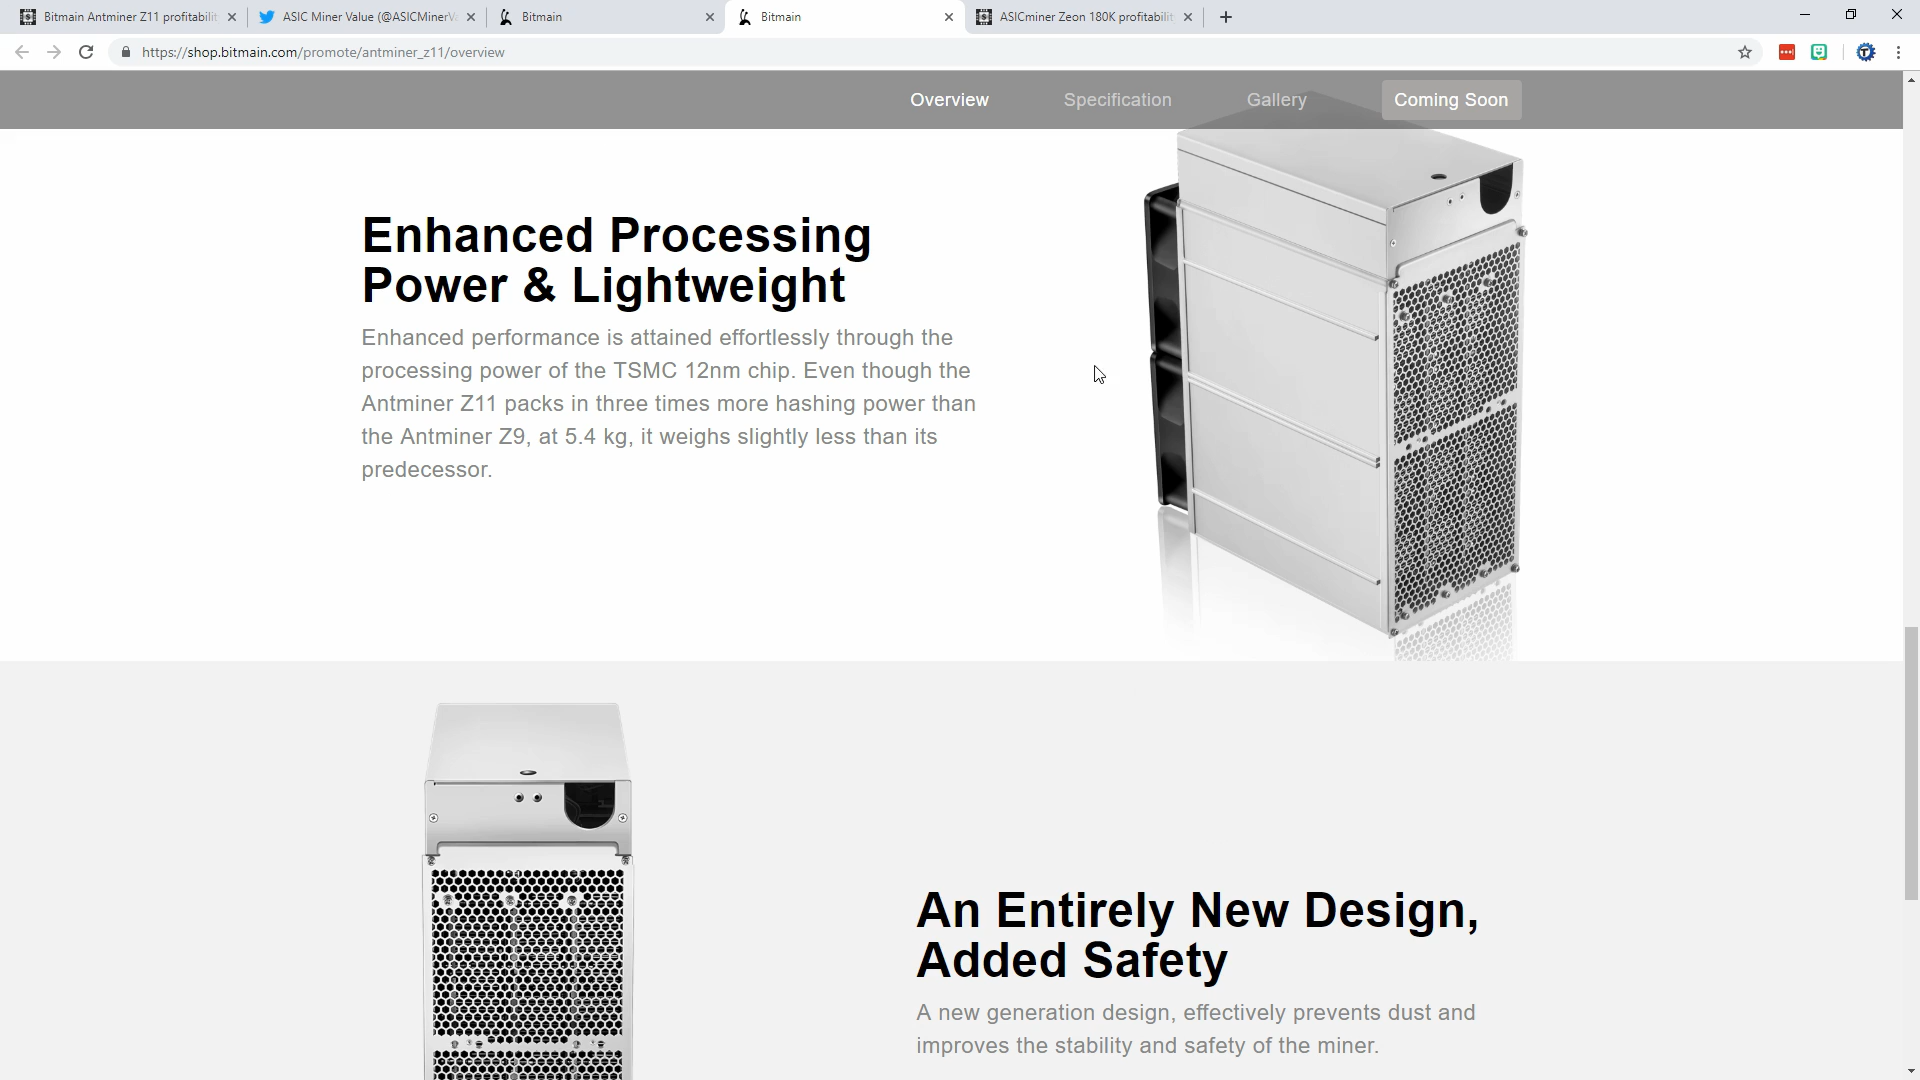 Bitmain Antminer Z11 profitabilit
ASIC Miner Value (@ASICMinerV
Bitmain
Bitmain
ASICminer Zeon 180K profitabilit
https://shop.bitmain.com/promote/antminer_z11/overview
Overview
Specification
Gallery
Coming Soon
Enhanced Processing
Power & Lightweight
Enhanced performance is attained effortlessly through the
processing power of the TSMC 12nm chip. Even though the
Antminer Z11 packs in three times more hashing power than
the Antminer Z9, at 5.4 kg, it weighs slightly less than its
predecessor.
An Entirely New Design,
Added Safety
A new generation design, effectively prevents dust and
improves the stability and safety of the miner.